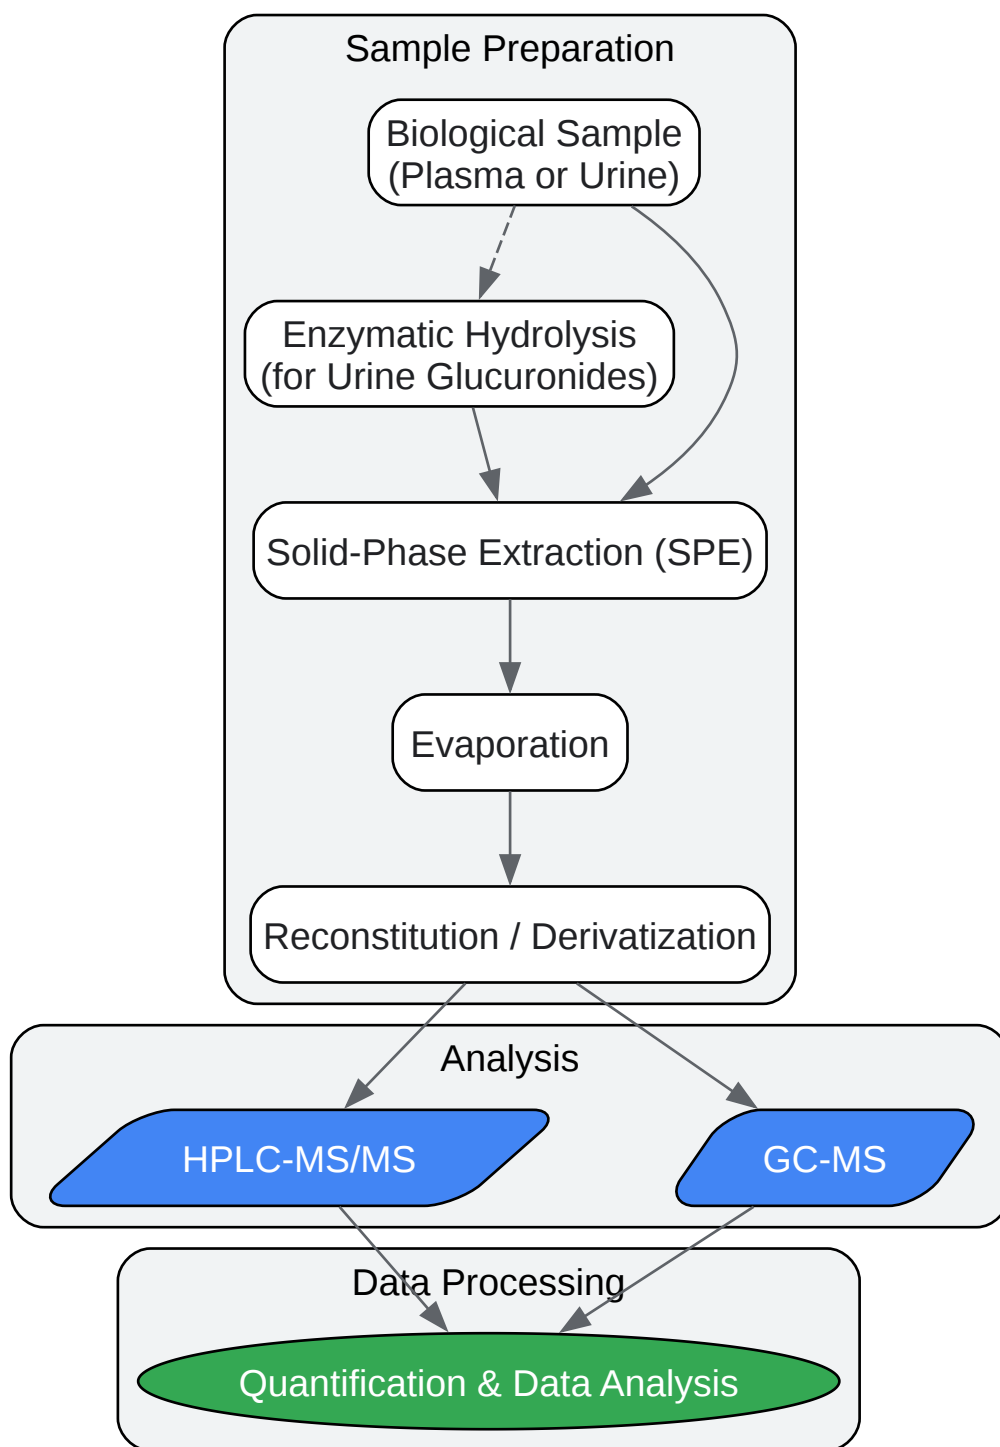 Sample Preparation
Biological Sample
(Plasma or Urine)
Enzymatic Hydrolysis
(for Urine Glucuronides)
Solid-Phase Extraction (SPE)
Evaporation
Reconstitution / Derivatization
Analysis
HPLC-MS/MS
GC-MS
Data Processing
Quantification & Data Analysis